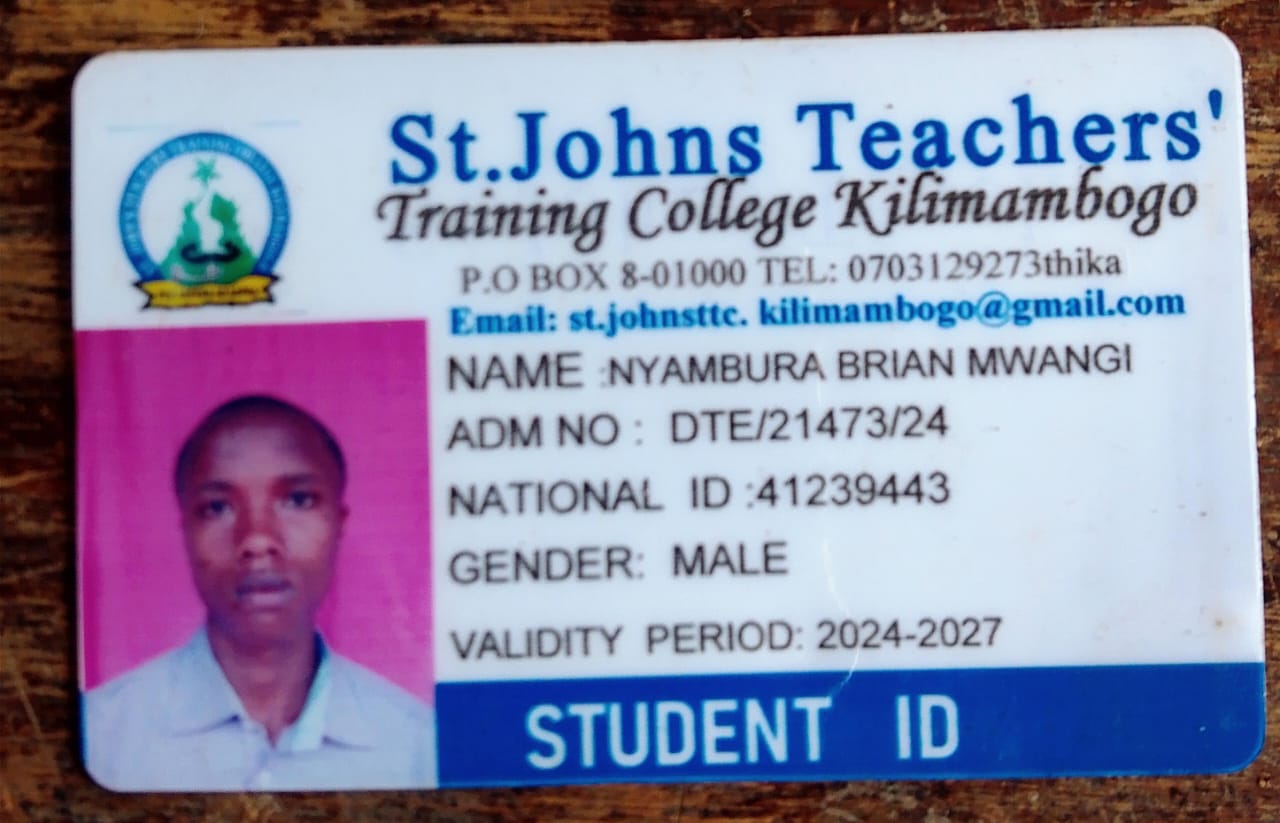 St.Johns Teachers'
Training College Kilimambogo
P.O BOX 8-01000 TEL: 0703129273thika
Email: st.johnsttc. kilimambogo@gmail.com
NAME :NYAMBURA BRIAN MWANGI
ADM NO : DTE/21473/24
NATIONAL ID :41239443
GENDER: MALE
VALIDITY PERIOD: 2024-2027
STUDENT ID